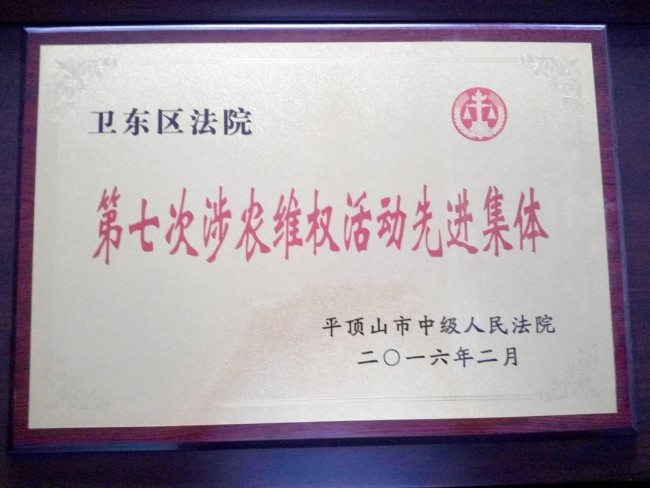 卫东区法院
第七次涉农维权活动先进集体
平顶山市中级人民法院
二〇一六年二月